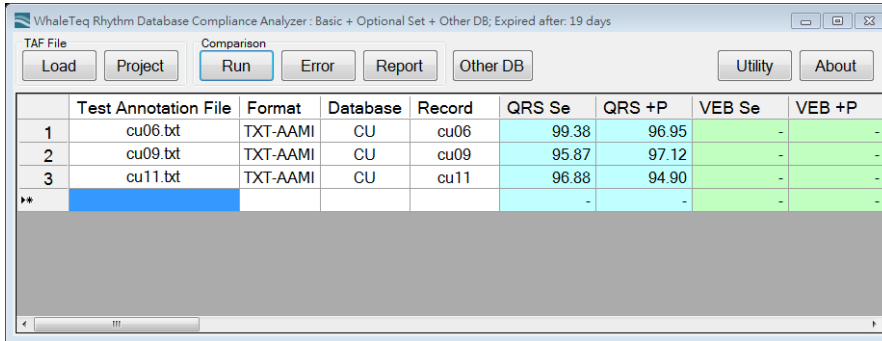 WhaleTeq Rhythm Database Compliance Analyzer : Basic + Optional Set + Other DB; Expired after: 19 days
TAF File Comparison
Load Project Run Error Report Other DB Utility About
Test Annotation File Format Database Record QRS Se QRS +P VEB Se VEB +P
1 cu06.txt TXT-AAMI CU cu06 99.38 96.95 - -
2 cu09.txt TXT-AAMI CU cu09 95.87 97.12 - -
3 cu11.txt TXT-AAMI CU cu11 96.88 94.90 - -
- - - -